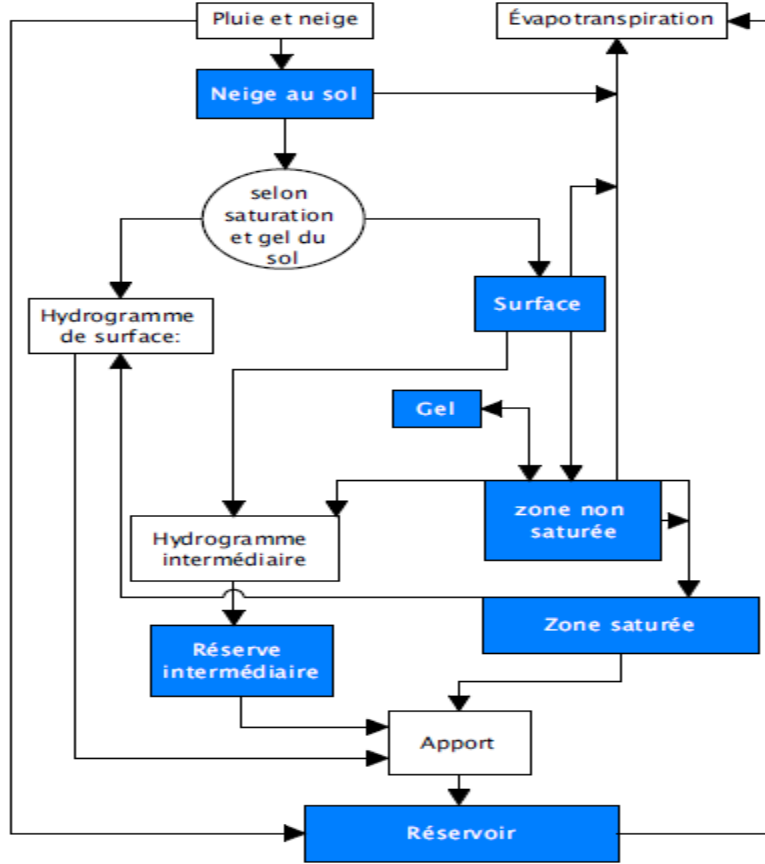 Pluie et neige
Évapotranspiration
Neige au sol
selon
saturation
et gel du
sol
Surface
Hydrogramme
de surface:
Gel
zone non
saturée
Hydrogramme
intermédiaire
Zone saturée
Réserve
intermédiaire
Apport
Réservoir